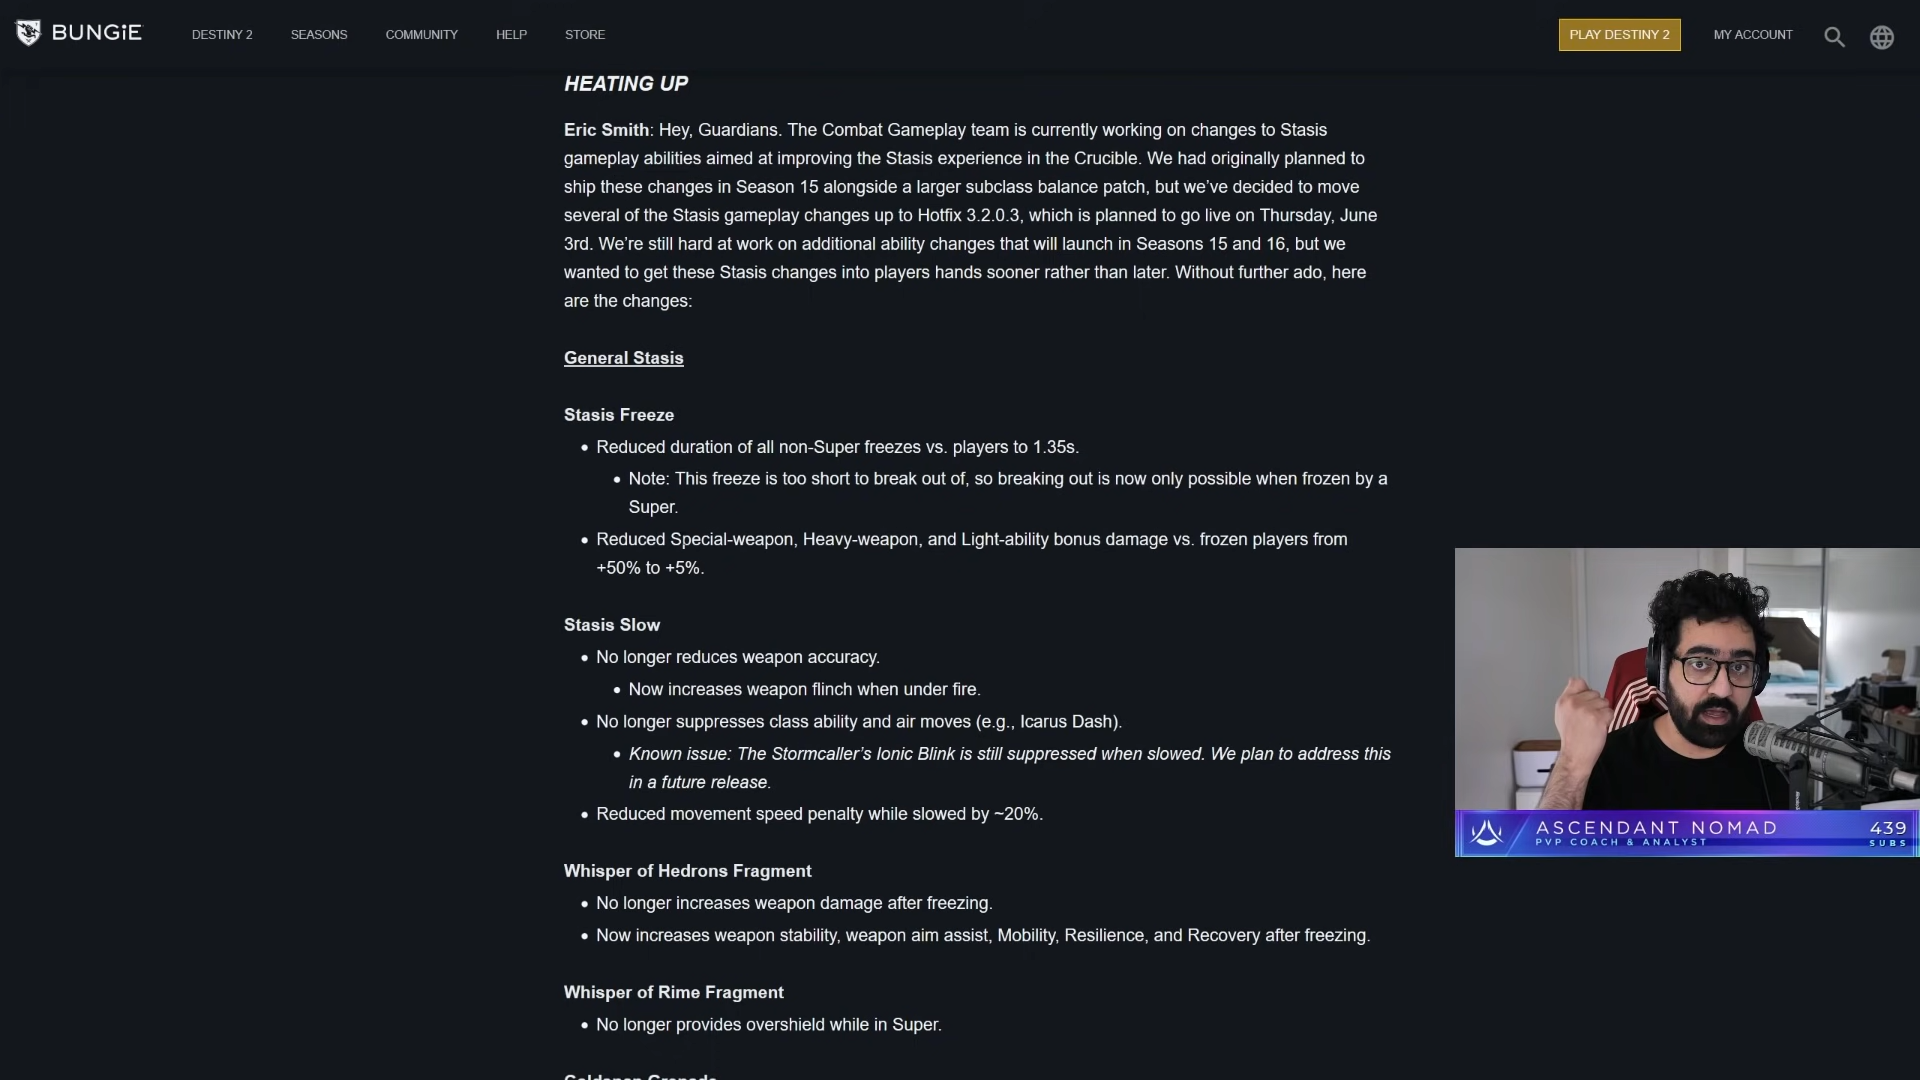 BUNGiE
DESTINY 2
SEASONS
COMMUNITY
HELP
STORE
PLAY DESTINY 2
MY ACCOUNT
HEATING UP
Eric Smith: Hey, Guardians. The Combat Gameplay team is currently working on changes to Stasis
gameplay abilities aimed at improving the Stasis experience in the Crucible. We had originally planned to
ship these changes in Season 15 alongside a larger subclass balance patch, but we’ve decided to move
several of the Stasis gameplay changes up to Hotfix 3.2.0.3, which is planned to go live on Thursday, June
3rd. We’re still hard at work on additional ability changes that will launch in Seasons 15 and 16, but we
wanted to get these Stasis changes into players hands sooner rather than later. Without further ado, here
are the changes:
General Stasis
Stasis Freeze
• Reduced duration of all non-Super freezes vs. players to 1.35s.
• Note: This freeze is too short to break out of, so breaking out is now only possible when frozen by a
Super.
• Reduced Special-weapon, Heavy-weapon, and Light-ability bonus damage vs. frozen players from
+50% to +5%.
Stasis Slow
• No longer reduces weapon accuracy.
• Now increases weapon flinch when under fire.
• No longer suppresses class ability and air moves (e.g., Icarus Dash).
• Known issue: The Stormcaller’s Ionic Blink is still suppressed when slowed. We plan to address this
in a future release.
• Reduced movement speed penalty while slowed by ~20%.
Whisper of Hedrons Fragment
• No longer increases weapon damage after freezing.
• Now increases weapon stability, weapon aim assist, Mobility, Resilience, and Recovery after freezing.
Whisper of Rime Fragment
• No longer provides overshield while in Super.
ASCENDANT NOMAD
PVP COACH & ANALYST
439
SUBS